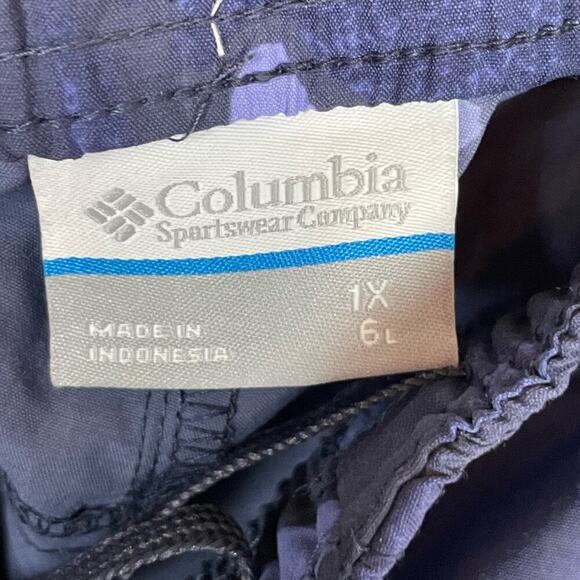 Columbia
Sportswear Company
1X
6L
MADE IN
INDONESIA